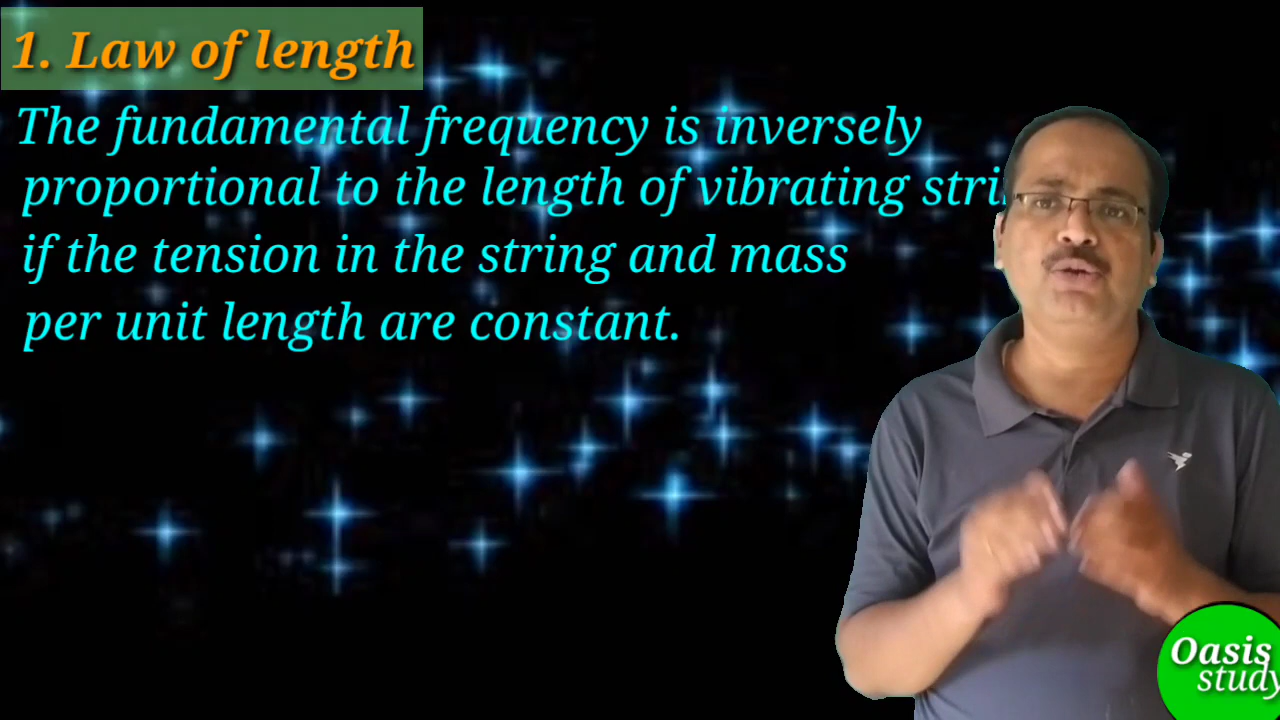 1. Law of length
The fundamental frequency is inversely
proportional to the length of vibrating
if the tension in the string and mass
per unit length are constant.
Oasis
study